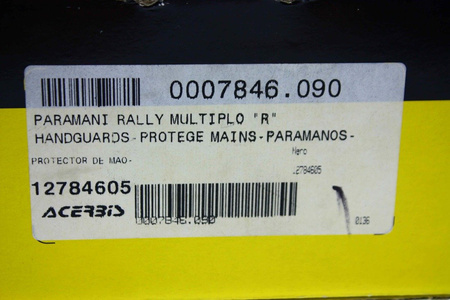 0007846.090
PARAMANI RALLY MULTIPLO "R"
HANDGUARDS-PROTEGE MAINS-PARAMANOS-
PROTECTOR DE MAO-
Nero
12784605
12784605
0007846.090
ACERBIS
0136